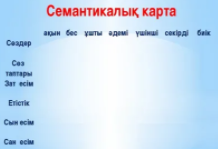 Семантикалық карта
ақын бес ұшты әдемі үшінші секірді биік
Сөздер
Сөз
таптары
Зат есім
Етістік
Сын есім
Сан есім